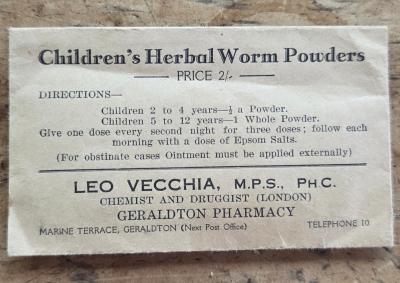 Children's Herbal Worm Powders
PRICE 2/-
DIRECTIONS—
Children 2 to 4 years—½ a Powder.
Children 5 to 12 years—1 Whole Powder.
Give one dose every second night for three doses; follow each
morning with a dose of Epsom Salts.
(For obstinate cases Ointment must be applied externally)
LEO VECCHIA, M.P.S., PH.C.
CHEMIST AND DRUGGIST (LONDON)
GERALDTON PHARMACY
MARINE TERRACE, GERALDTON (Next Post Office) TELEPHONE 10